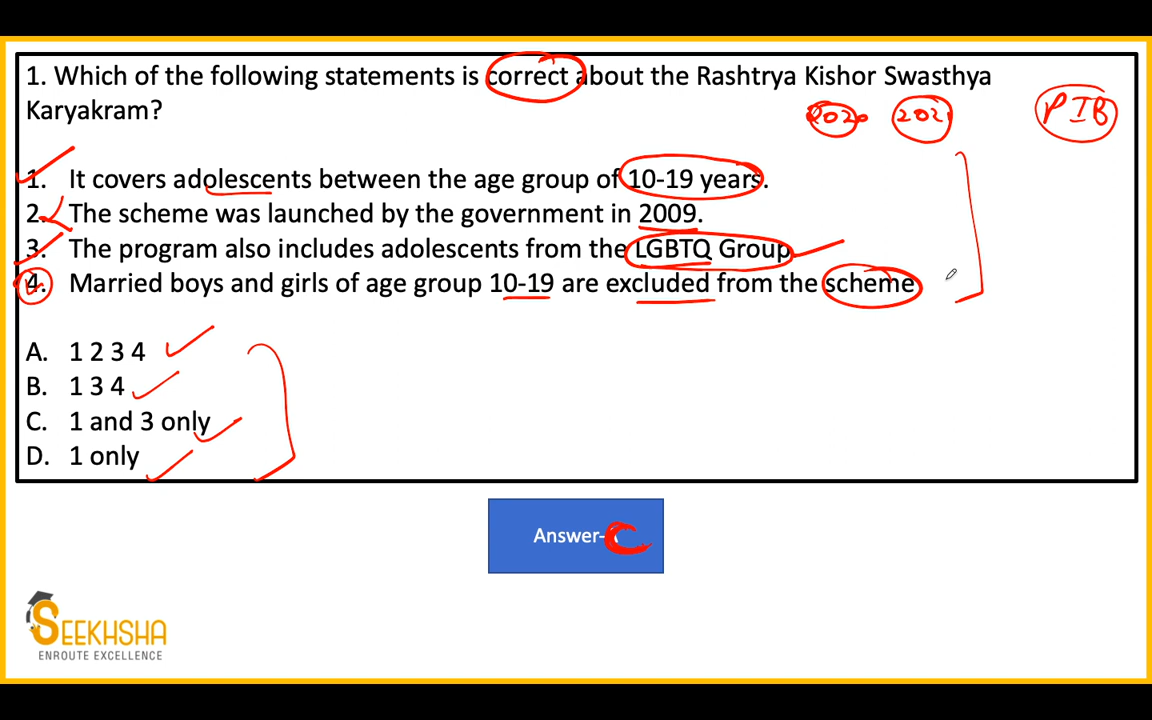 1. Which of the following statements is correct about the Rashtrya Kishor Swasthya
Karyakram?
2020 2021 PIB
1. It covers adolescents between the age group of 10-19 years.
2. The scheme was launched by the government in 2009.
3. The program also includes adolescents from the LGBTQ Group
4. Married boys and girls of age group 10-19 are excluded from the scheme
A. 1 2 3 4
B. 1 3 4
C. 1 and 3 only
D. 1 only
Answer- C
SEEKHSHA
ENROUTE EXCELLENCE